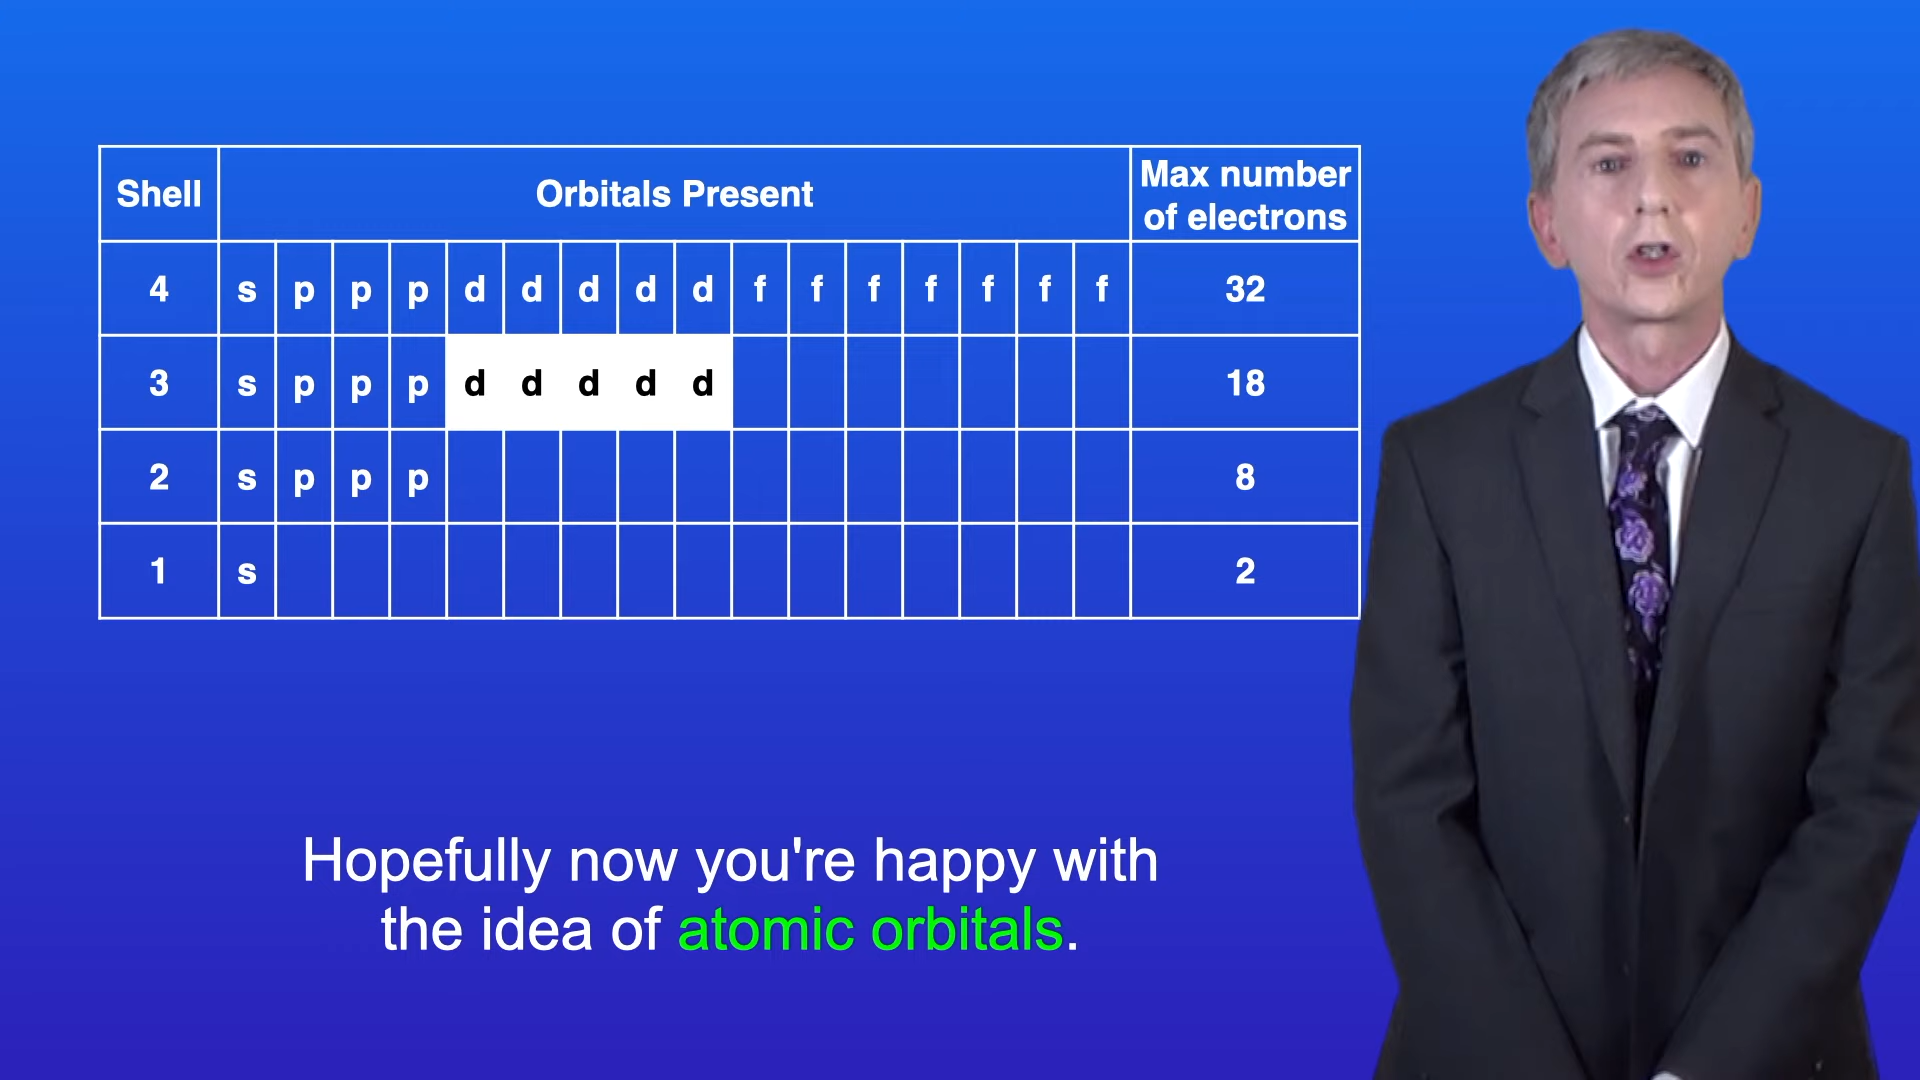 Shell Orbitals Present Max number
of electrons
4 s p p p d d d d d f f f f f f f 32
3 s p p p d d d d d 18
2 s p p p 8
1 s 2
Hopefully now you're happy with
the idea of atomic orbitals.